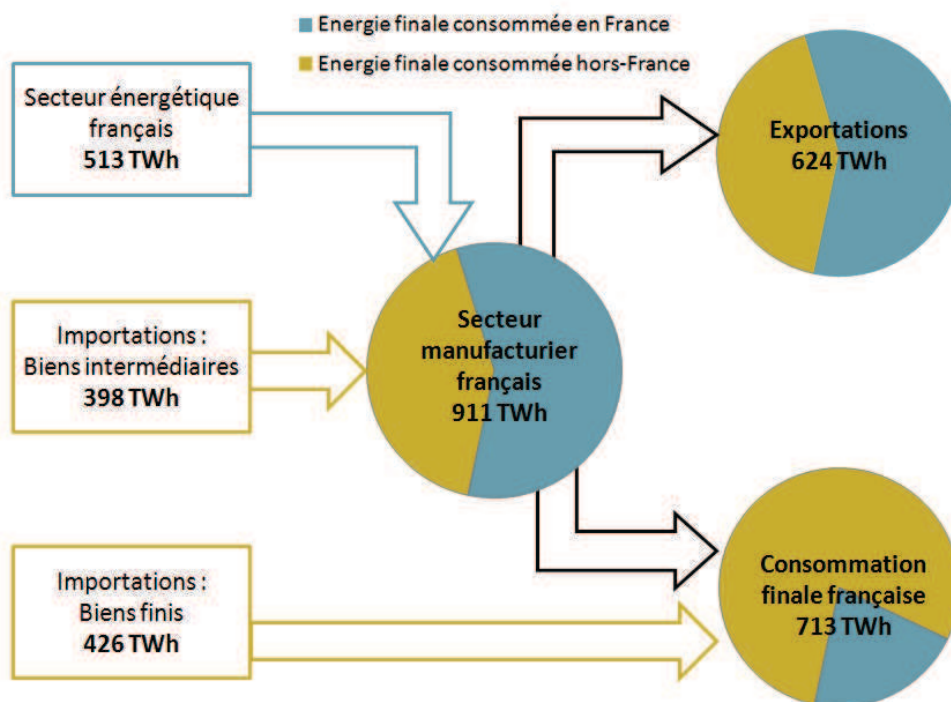 Energie finale consommée en France
Energie finale consommée hors-France
Secteur énergétique
français
513 TWh
Exportations
624 TWh
Importations :
Biens intermédiaires
398 TWh
Secteur
manufacturier
français
911 TWh
Importations :
Biens finis
426 TWh
Consommation
finale française
713 TWh